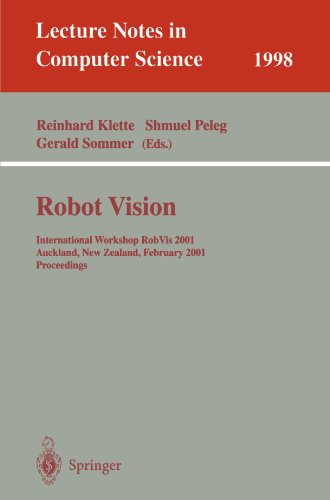 Lecture Notes in
Computer Science 1998
Reinhard Klette Shmuel Peleg
Gerald Sommer (Eds.)
Robot Vision
International Workshop RobVis 2001
Auckland, New Zealand, February 2001
Proceedings
Springer